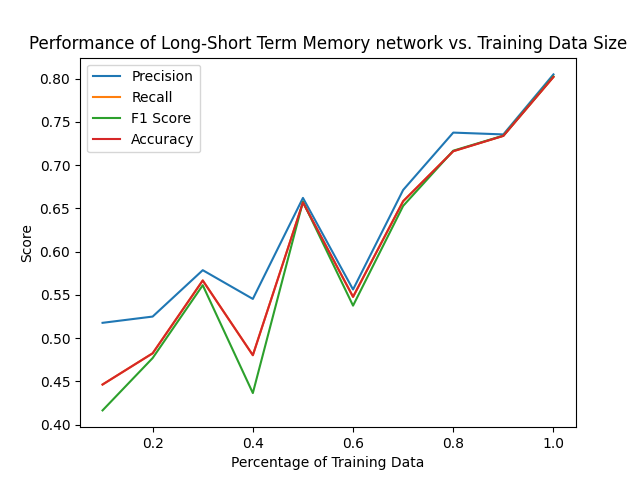 Performance of Long-Short Term Memory network vs. Training Data Size
Precision
Recall
F1 Score
Accuracy
0.80
0.75
0.70
0.65
0.60
0.55
0.50
0.45
0.40
Score
0.2
0.4
0.6
0.8
1.0
Percentage of Training Data